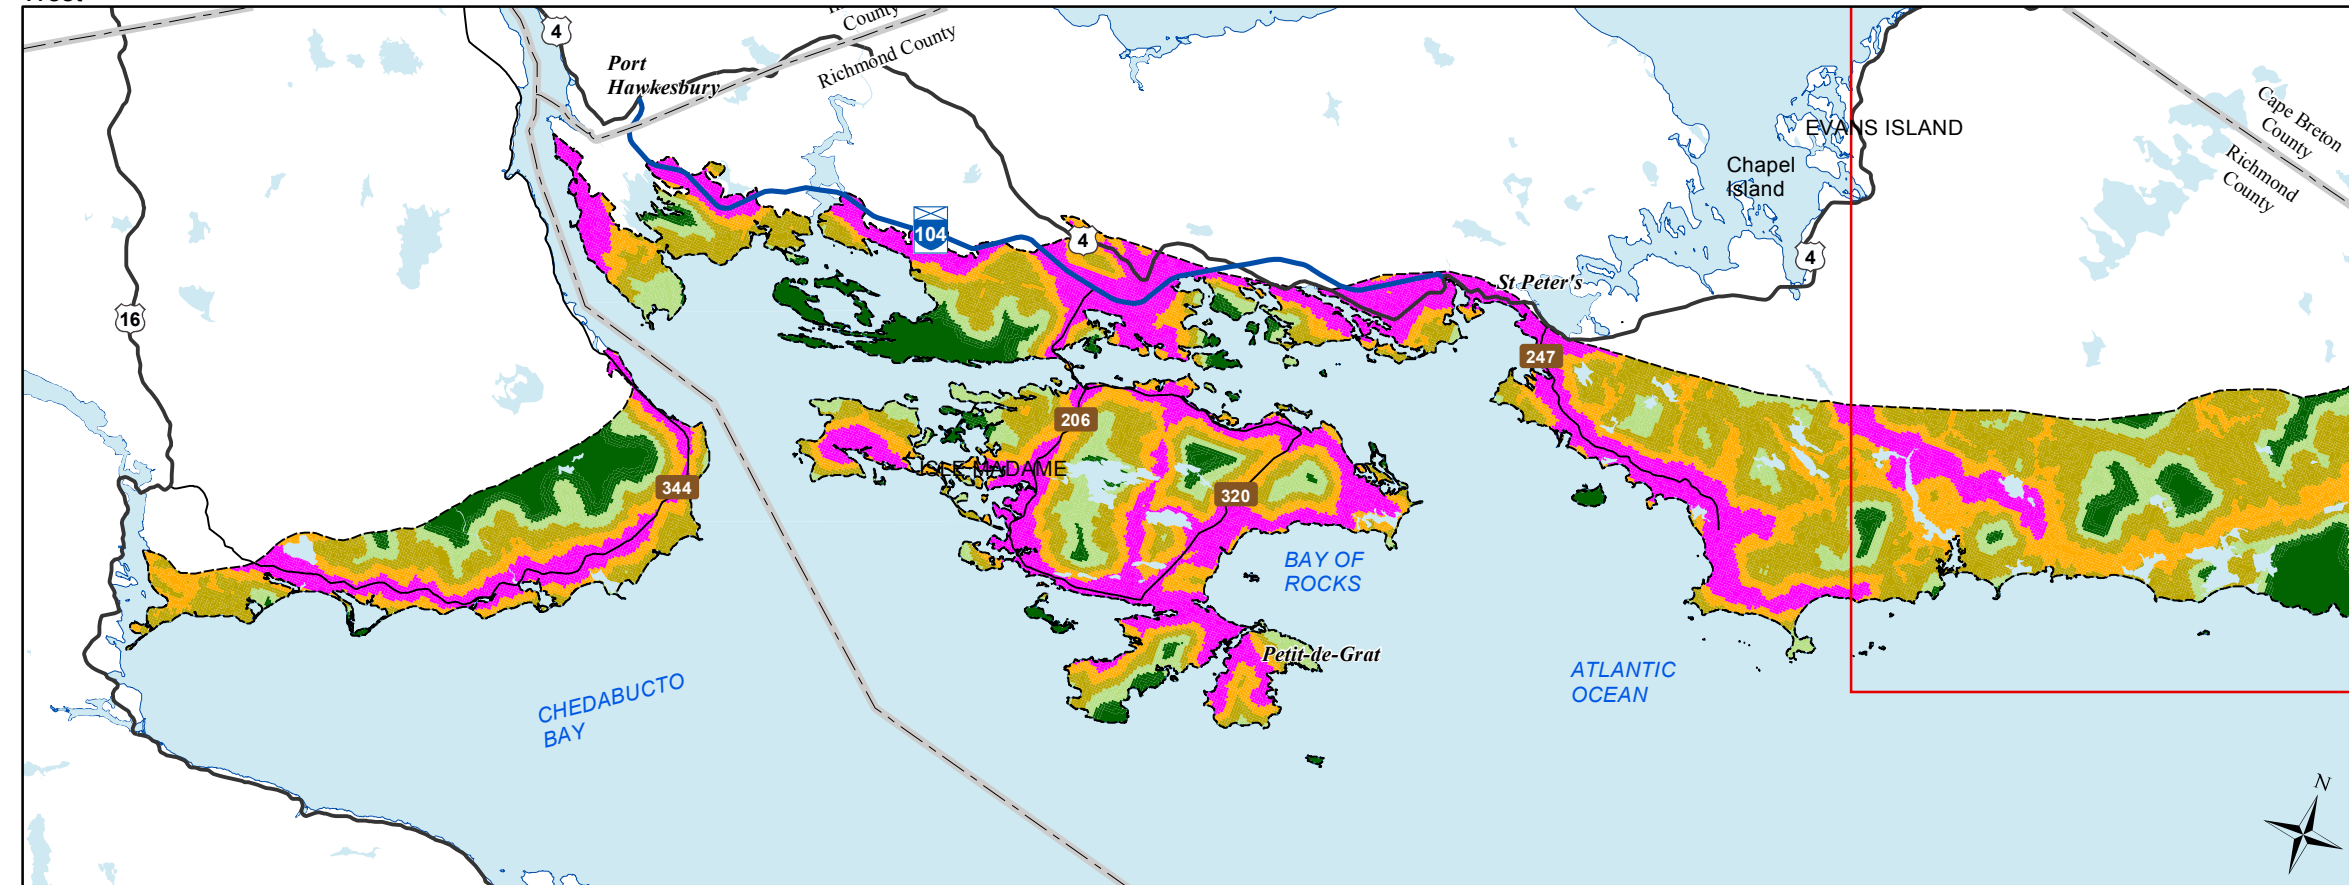 4
County
Richmond County
Port
Hawkesbury
Cape Breton
County
Richmond
County
EVANS ISLAND
Chapel
Island
104
4
4
St Peter's
16
247
206
ISLE MADAME
344
320
BAY OF
ROCKS
Petit-de-Grat
ATLANTIC
OCEAN
CHEDABUCTO
BAY
N